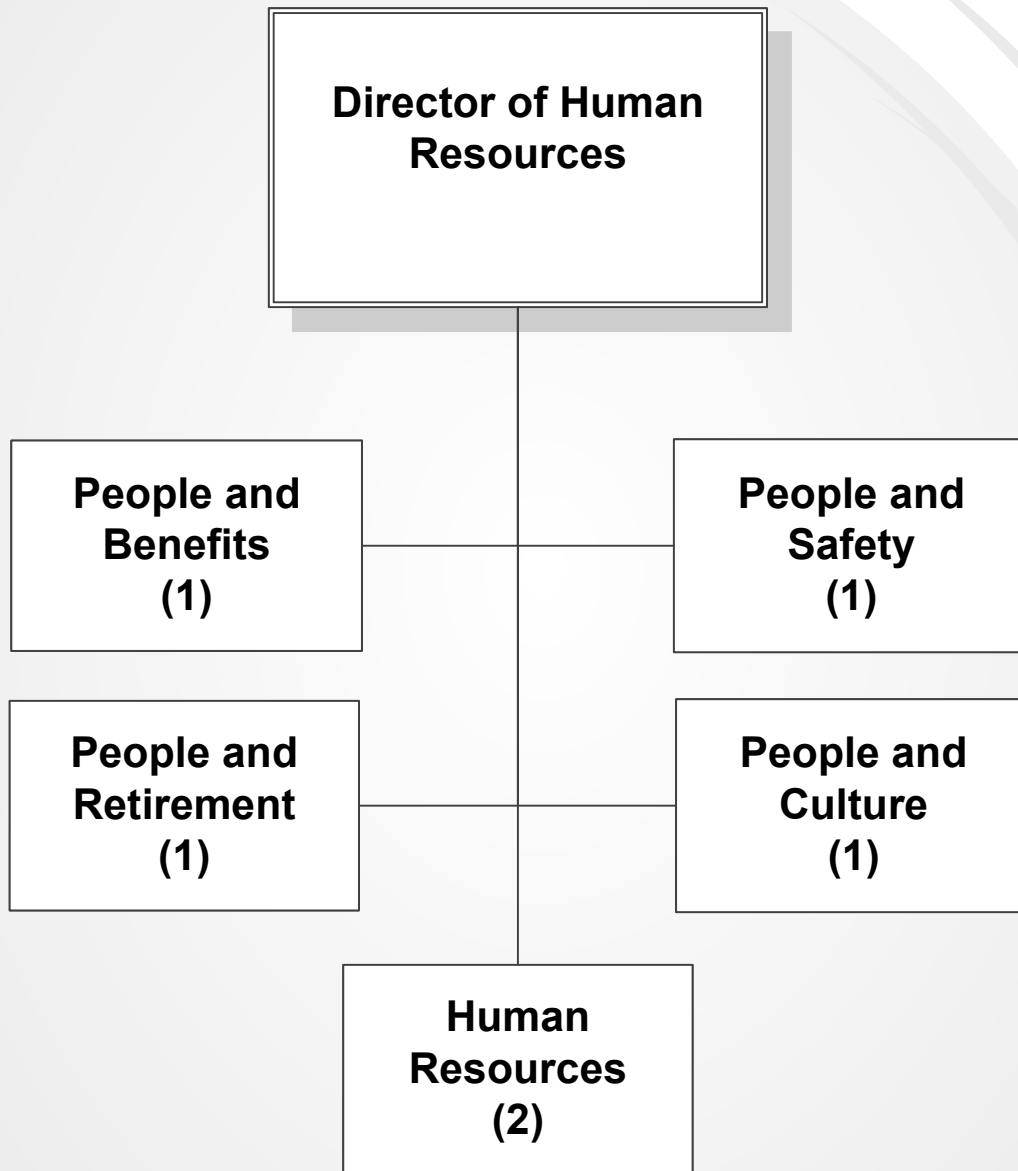 Director of Human
Resources
People and
Benefits
(1)
People and
Safety
(1)
People and
Retirement
(1)
People and
Culture
(1)
Human
Resources
(2)